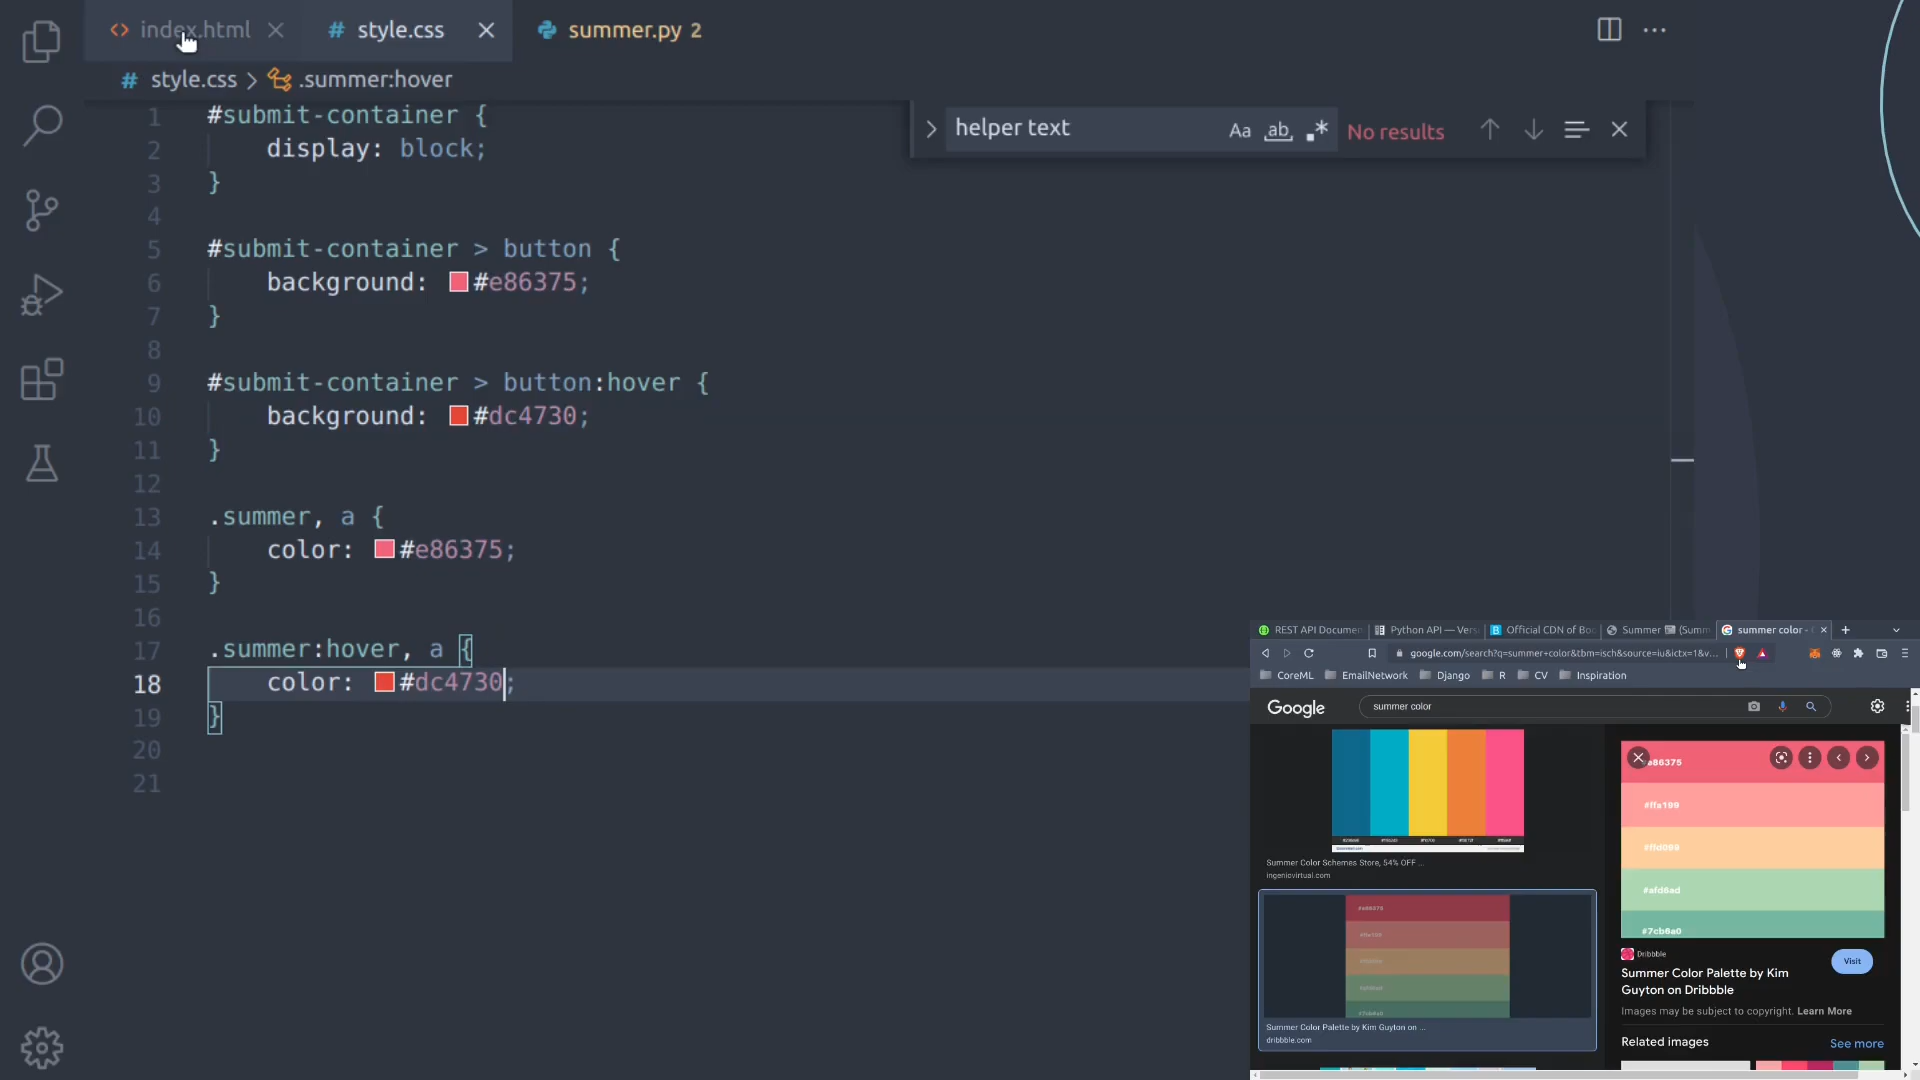 index.html
style.css
summer.py 2
style.css > .summer:hover
helper text
Aa
ab
.*
No results
1 #submit-container {
2 display: block;
3 }
4
5 #submit-container > button {
6 background: #e86375;
7 }
8
9 #submit-container > button:hover {
10 background: #dc4730;
11 }
12
13 .summer, a {
14 color: #e86375;
15 }
16
17 .summer:hover, a {
18 color: #dc4730;
19 }
20
21
REST API Documen
Python API — Vers
Official CDN of Boo
Summer
(Summ
summer color -
google.com/search?q=summer+color&tbm=isch&source=iu&ictx=1&v...
CoreML
EmailNetwork
Django
R
CV
Inspiration
Google
summer color
Summer Color Schemes Store, 54% OFF ...
ingeniovirtual.com
#e86375
Summer Color Palette by Kim Guyton on ...
dribbble.com
e86375
#ffa199
#afd6ad
#7cb6a0
Dribbble
Visit
Summer Color Palette by Kim
Guyton on Dribbble
Images may be subject to copyright. Learn More
Related images
See more